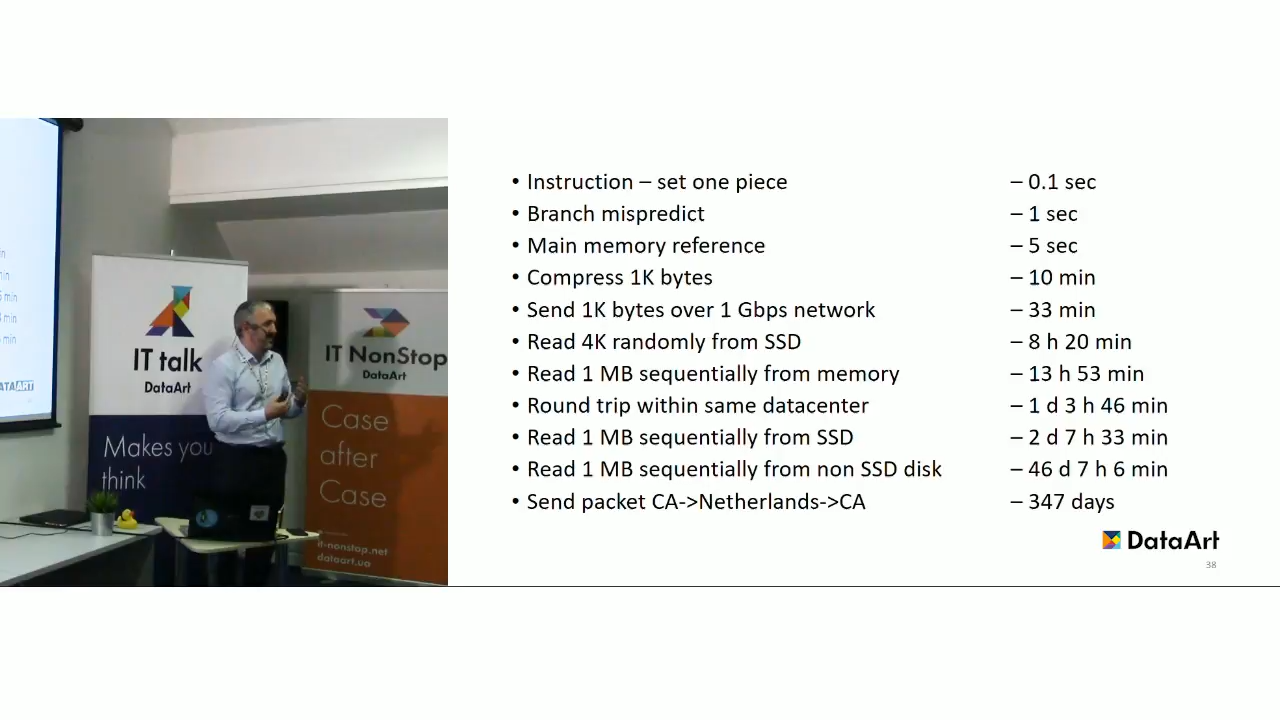 • Instruction – set one piece – 0.1 sec
• Branch mispredict – 1 sec
• Main memory reference – 5 sec
• Compress 1K bytes – 10 min
• Send 1K bytes over 1 Gbps network – 33 min
• Read 4K randomly from SSD – 8 h 20 min
• Read 1 MB sequentially from memory – 13 h 53 min
• Round trip within same datacenter – 1 d 3 h 46 min
• Read 1 MB sequentially from SSD – 2 d 7 h 33 min
• Read 1 MB sequentially from non SSD disk – 46 d 7 h 6 min
• Send packet CA->Netherlands->CA – 347 days
DataArt
38
IT talk
DataArt
Makes you
think
IT NonStop
DataArt
Case
after
Case
it-nonstop.net
dataart.ua